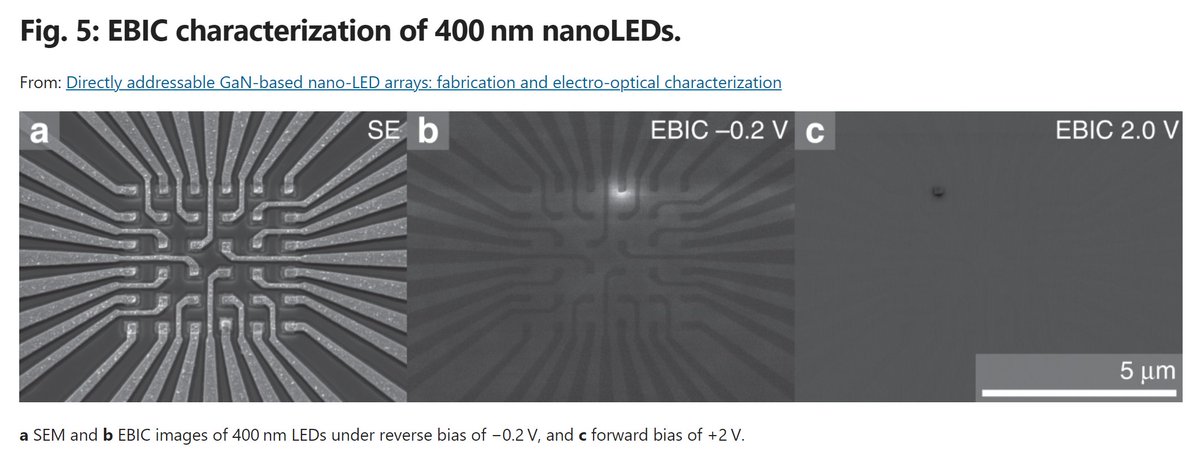 Fig. 5: EBIC characterization of 400 nm nanoLEDs.
From: Directly addressable GaN-based nano-LED arrays: fabrication and electro-optical characterization
a SE b EBIC –0.2 V c EBIC 2.0 V
5 μm
a SEM and b EBIC images of 400 nm LEDs under reverse bias of −0.2 V, and c forward bias of +2 V.